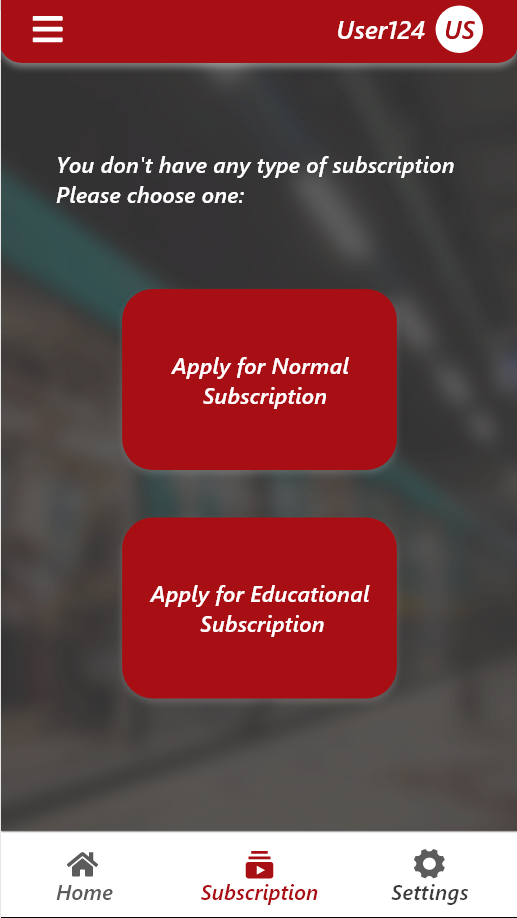 User124 US
You don't have any type of subscription
Please choose one:
Apply for Normal
Subscription
Apply for Educational
Subscription
Home Subscription Settings